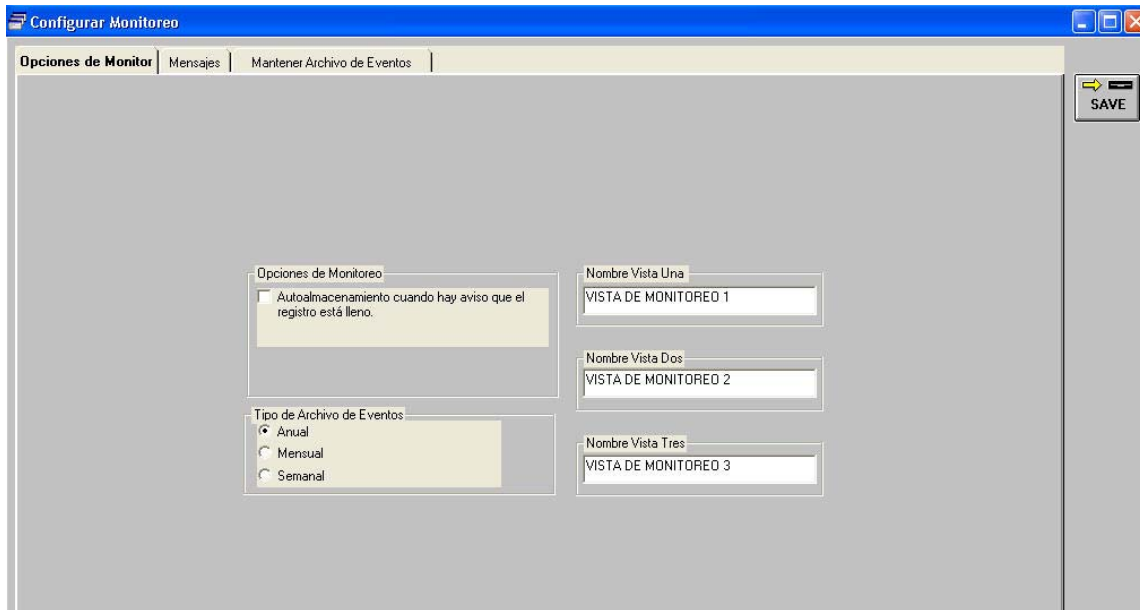 Configurar Monitoreo
Opciones de Monitor
Mensajes
Mantener Archivo de Eventos
SAVE
Opciones de Monitoreo
Autoalmacenamiento cuando hay aviso que el
registro está lleno.
Tipo de Archivo de Eventos
Anual
Mensual
Semanal
Nombre Vista Una
VISTA DE MONITOREO 1
Nombre Vista Dos
VISTA DE MONITOREO 2
Nombre Vista Tres
VISTA DE MONITOREO 3